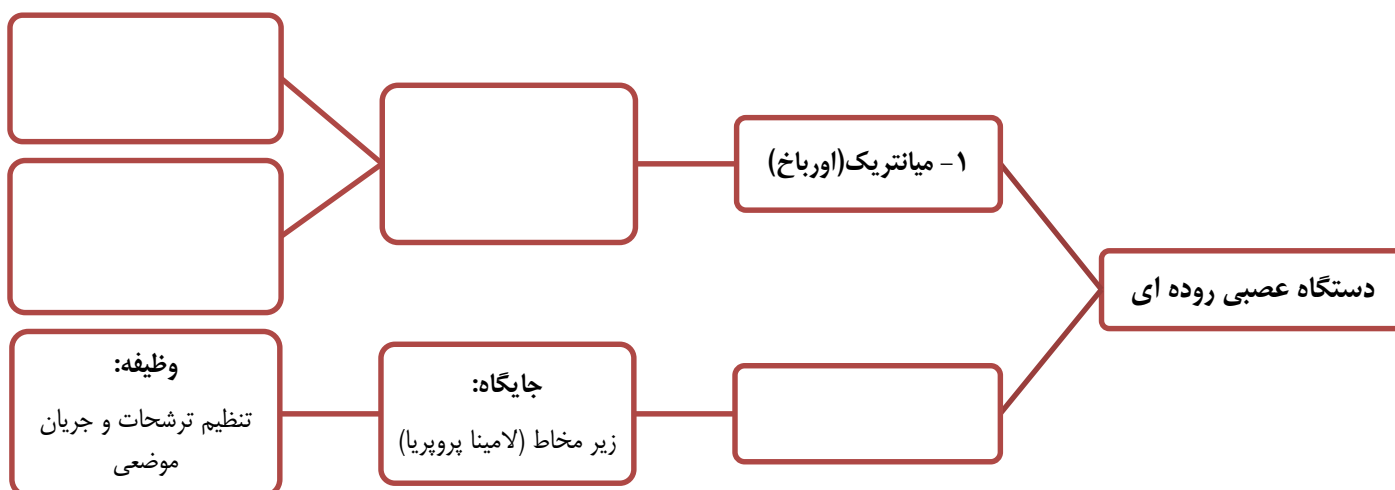 دستگاه عصبی روده ای
۱- میانتریک(اورباخ)
جایگاه:
زیر مخاط (لامینا پروپریا)
وظیفه:
تنظیم ترشحات و جریان
موضعی